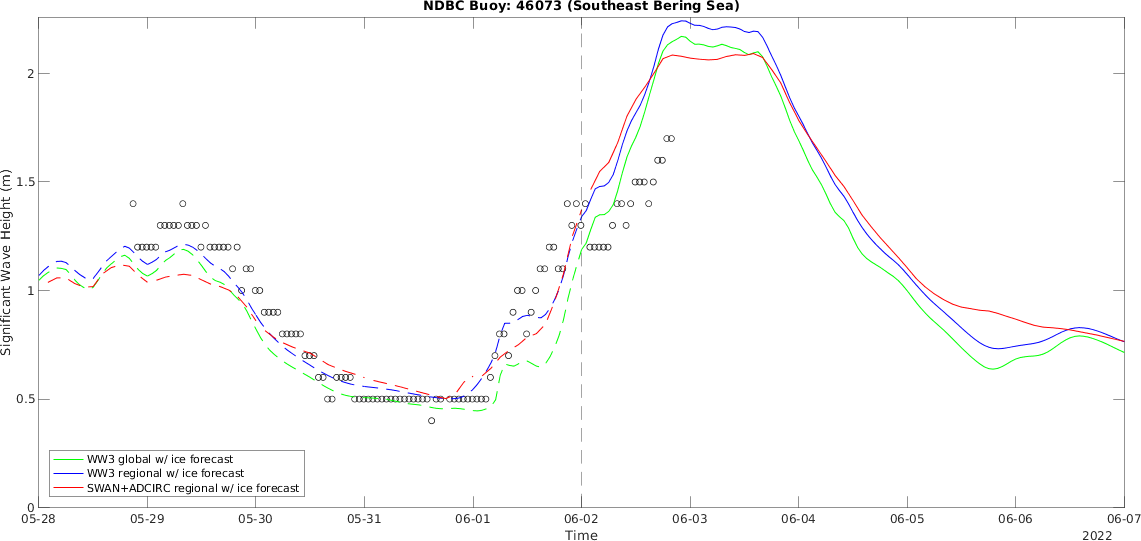 NDBC Buoy: 46073 (Southeast Bering Sea)
Significant Wave Height (m)
2
1.5
1
0.5
0
WW3 global w/ ice forecast
WW3 regional w/ ice forecast
SWAN+ADCIRC regional w/ ice forecast
05-28 05-29 05-30 05-31 06-01 06-02 06-03 06-04 06-05 06-06 06-07
Time
2022